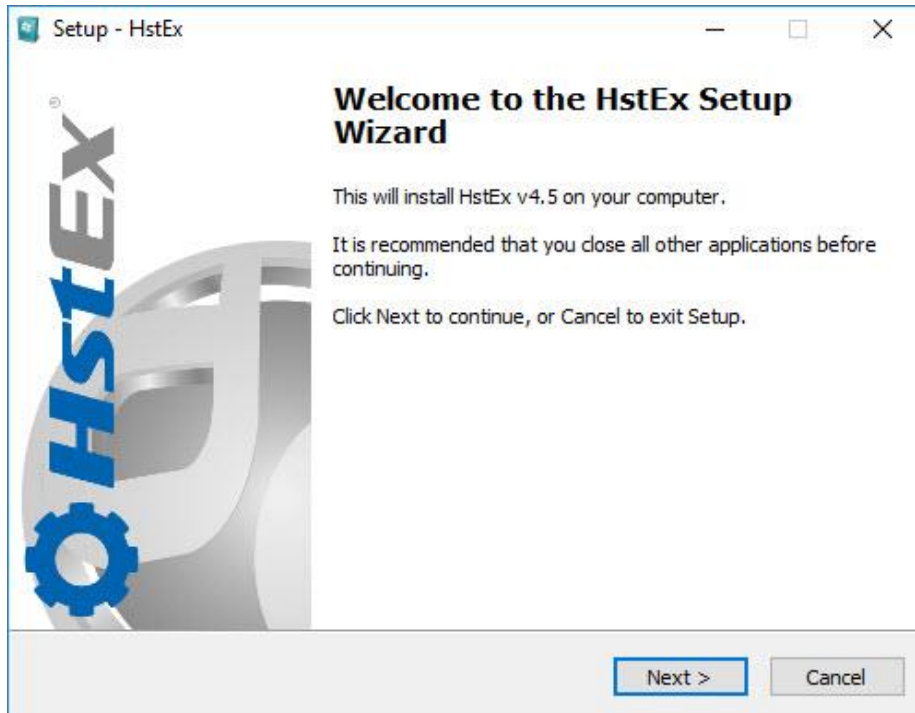 Setup - HstEx
HstEx®
Welcome to the HstEx Setup
Wizard
This will install HstEx v4.5 on your computer.
It is recommended that you close all other applications before
continuing.
Click Next to continue, or Cancel to exit Setup.
Next >
Cancel